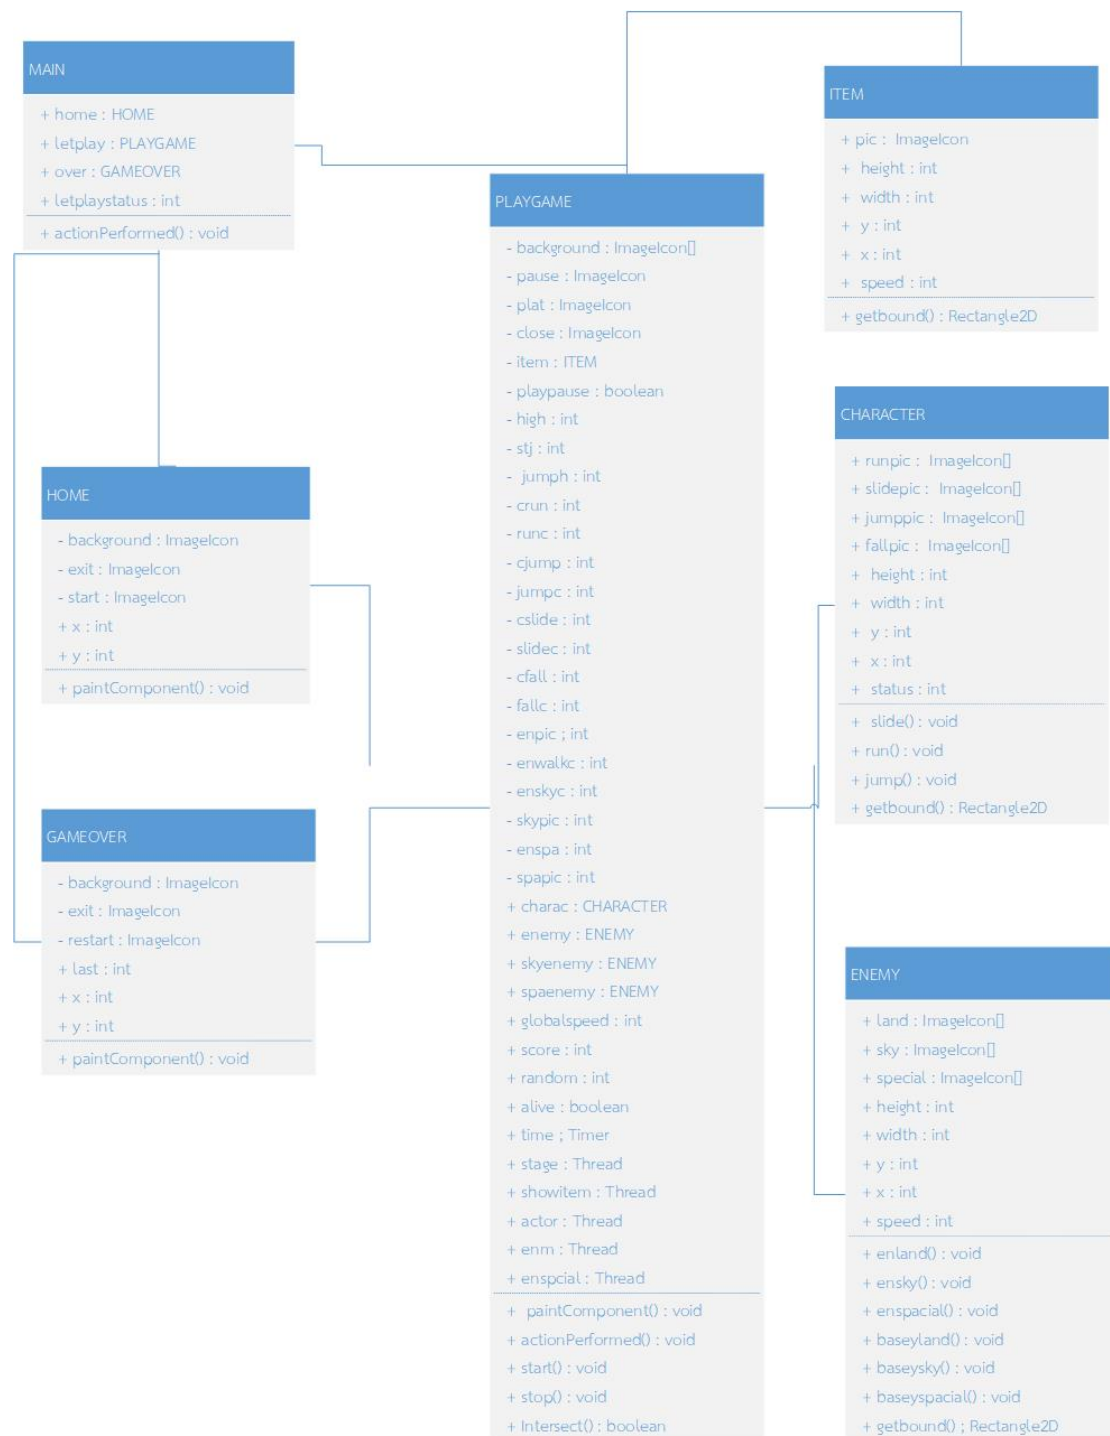 MAIN
+ home : HOME
+ letplay : PLAYGAME
+ over : GAMEOVER
+ letplaystatus : int
+ actionPerformed() : void
HOME
- background : ImageIcon
- exit : ImageIcon
- start : ImageIcon
+ x : int
+ y : int
+ paintComponent() : void
GAMEOVER
- background : ImageIcon
- exit : ImageIcon
- restart : ImageIcon
+ last : int
+ x : int
+ y : int
+ paintComponent() : void
PLAYGAME
- background : ImageIcon[]
- pause : ImageIcon
- plat : ImageIcon
- close : ImageIcon
- item : ITEM
- playpause : boolean
- high : int
- stj : int
- jumph : int
- crun : int
- runc : int
- cjump : int
- jumpc : int
- cslide : int
- slidec : int
- cfall : int
- fallc : int
- enpic ; int
- enwalkc : int
- enskyc : int
- skypic : int
- enspa : int
- spapic : int
+ charac : CHARACTER
+ enemy : ENEMY
+ skyenemy : ENEMY
+ spaenemy : ENEMY
+ globalspeed : int
+ score : int
+ random : int
+ alive : boolean
+ time ; Timer
+ stage : Thread
+ showitem : Thread
+ actor : Thread
+ enm : Thread
+ enspcial : Thread
+ paintComponent() : void
+ actionPerformed() : void
+ start() : void
+ stop() : void
+ Intersect() : boolean
ITEM
+ pic : ImageIcon
+ height : int
+ width : int
+ y : int
+ x : int
+ speed : int
+ getbound() : Rectangle2D
CHARACTER
+ runpic : ImageIcon[]
+ slidepic : ImageIcon[]
+ jumppic : ImageIcon[]
+ fallpic : ImageIcon[]
+ height : int
+ width : int
+ y : int
+ x : int
+ status : int
+ slide() : void
+ run() : void
+ jump() : void
+ getbound() : Rectangle2D
ENEMY
+ land : ImageIcon[]
+ sky : ImageIcon[]
+ special : ImageIcon[]
+ height : int
+ width : int
+ y : int
+ x : int
+ speed : int
+ enland() : void
+ ensky() : void
+ enspacial() : void
+ baseyland() : void
+ baseysky() : void
+ baseyspacial() : void
+ getbound() ; Rectangle2D